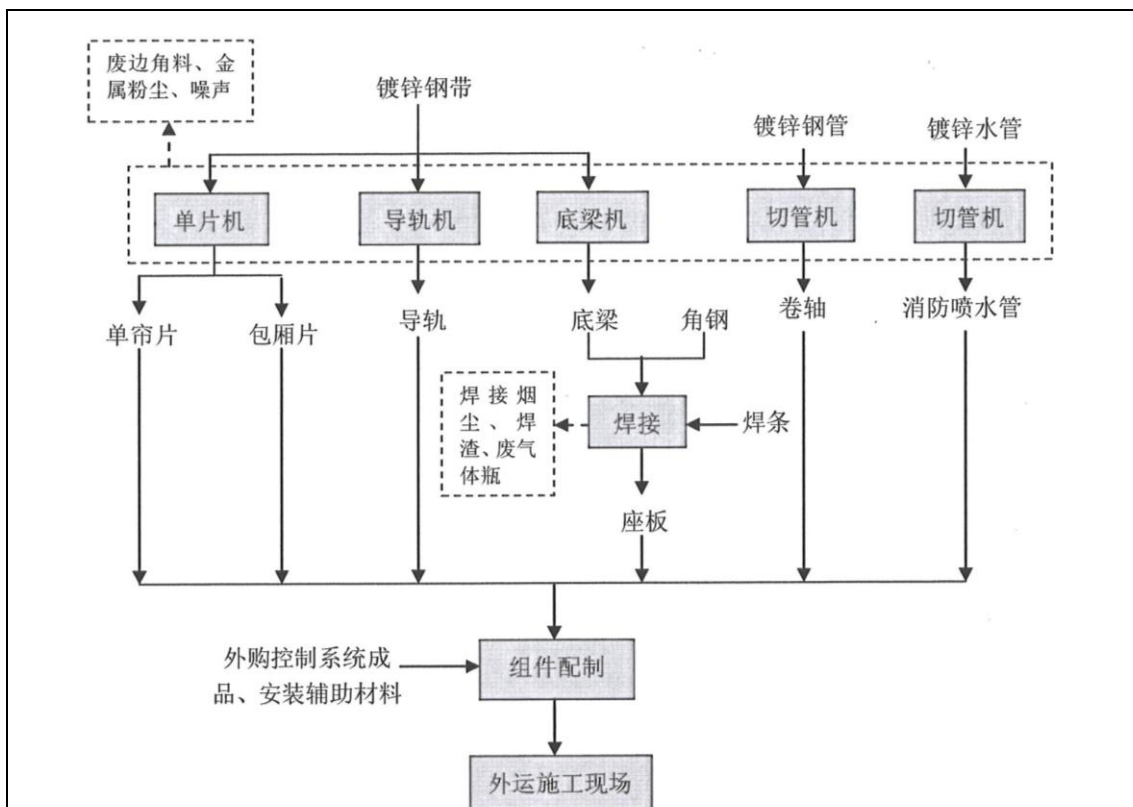 废边角料、金
属粉尘、噪声
镀锌钢带
镀锌钢管
镀锌水管
单片机
导轨机
底梁机
切管机
切管机
单帘片
包厢片
导轨
底梁
角钢
卷轴
消防喷水管
焊接烟
尘、焊
渣、废气
体瓶
焊接
焊条
座板
外购控制系统成
品、安装辅助材料
组件配制
外运施工现场